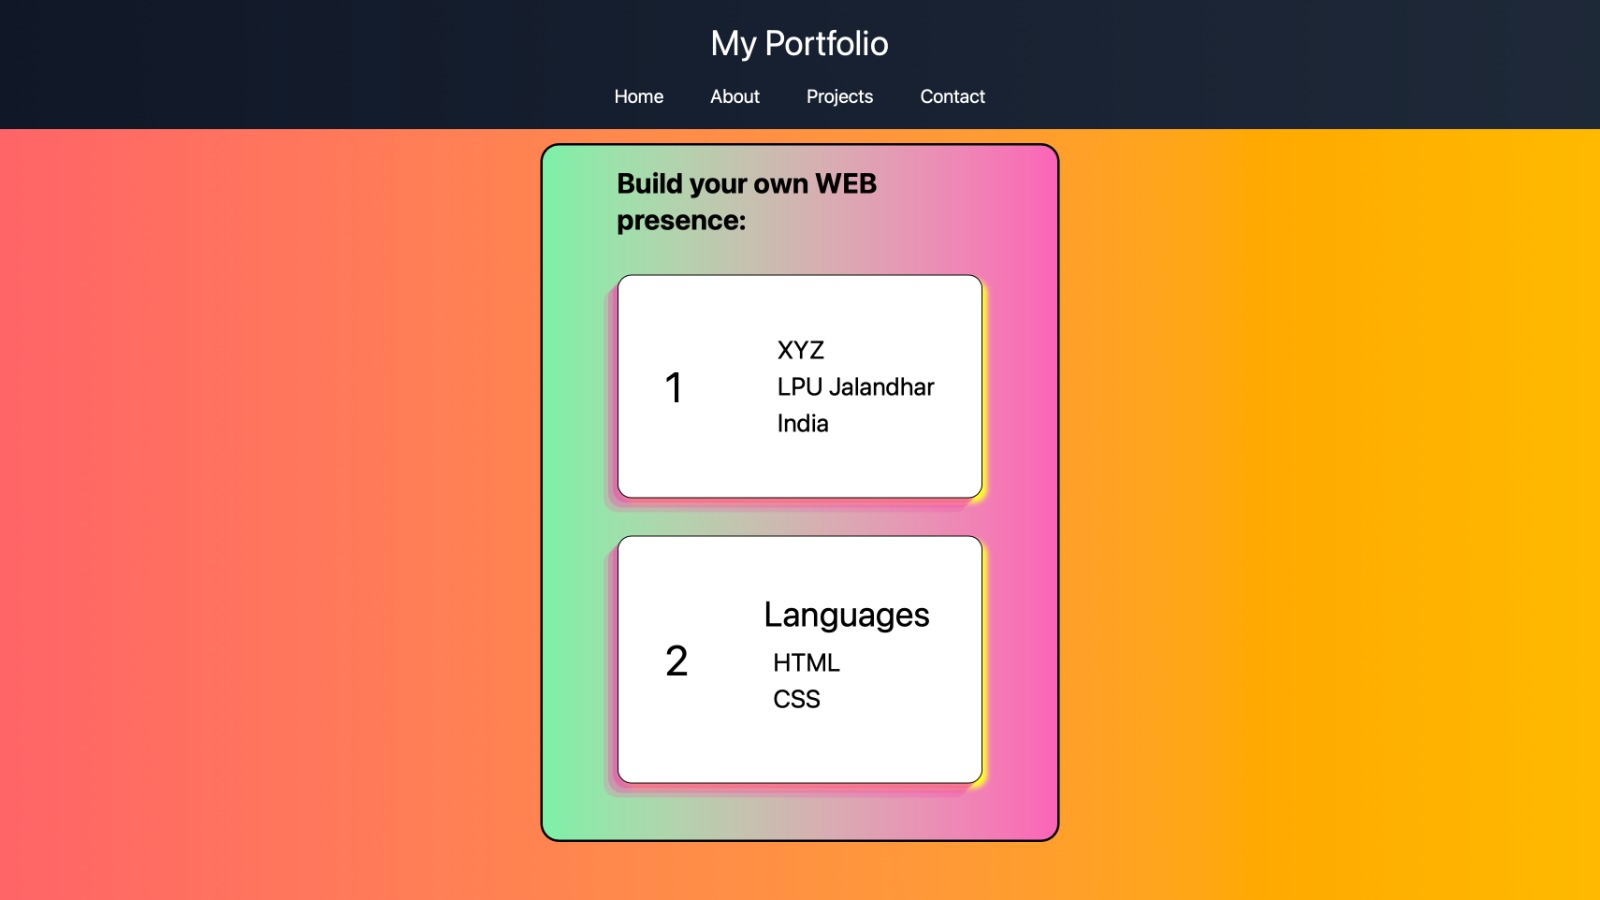 My Portfolio
Home About Projects Contact
Build your own WEB
presence:
1
XYZ
LPU Jalandhar
India
2
Languages
HTML
CSS